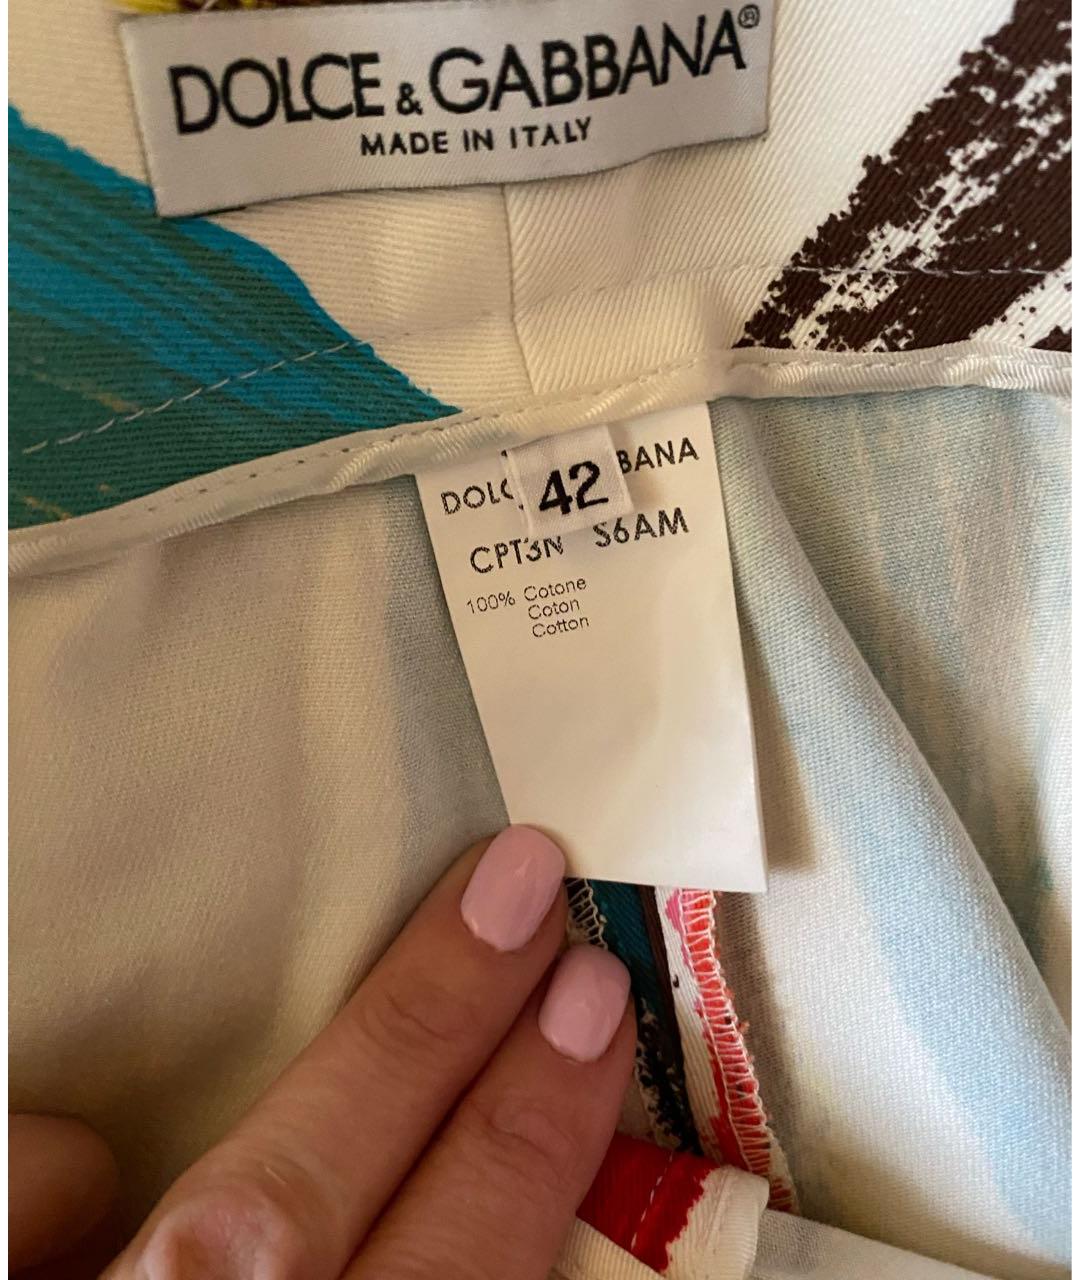 DOLCE & GABBANA®
MADE IN ITALY
42
DOLC BANA
CPT3N S6AM
100% Cotone
Coton
Cotton